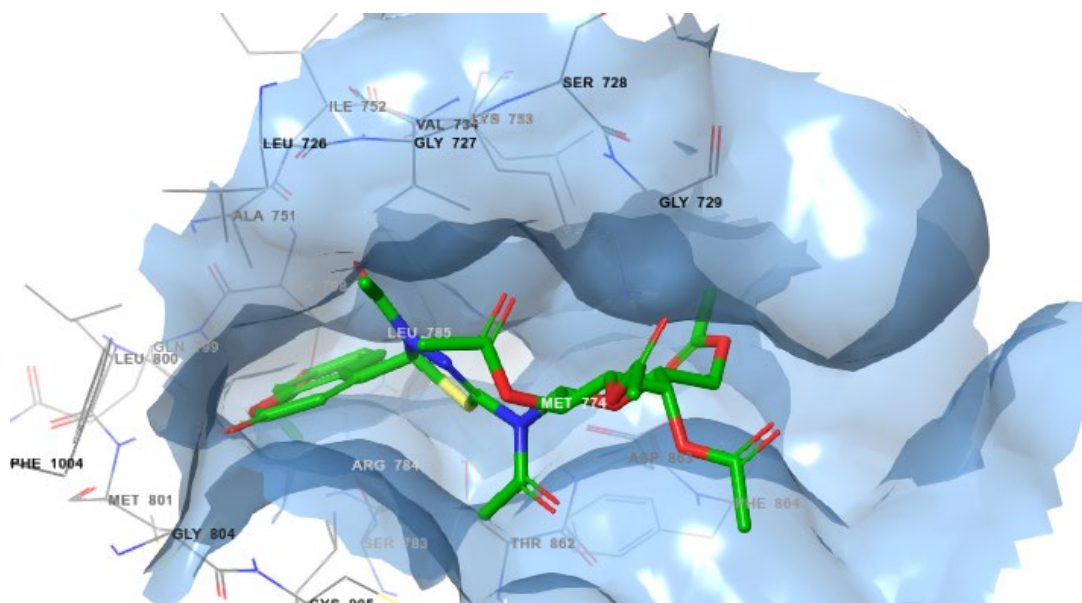 SER 728
ILE 752
LYS 753
VAL 734
LEU 726
GLY 727
GLY 729
ALA 751
LEU 785
GLN 799
LEU 800
MET 774
PHE 1004
ARG 784
ASP 863
MET 801
PHE 864
GLY 804
SER 783
THR 862
CYS 805